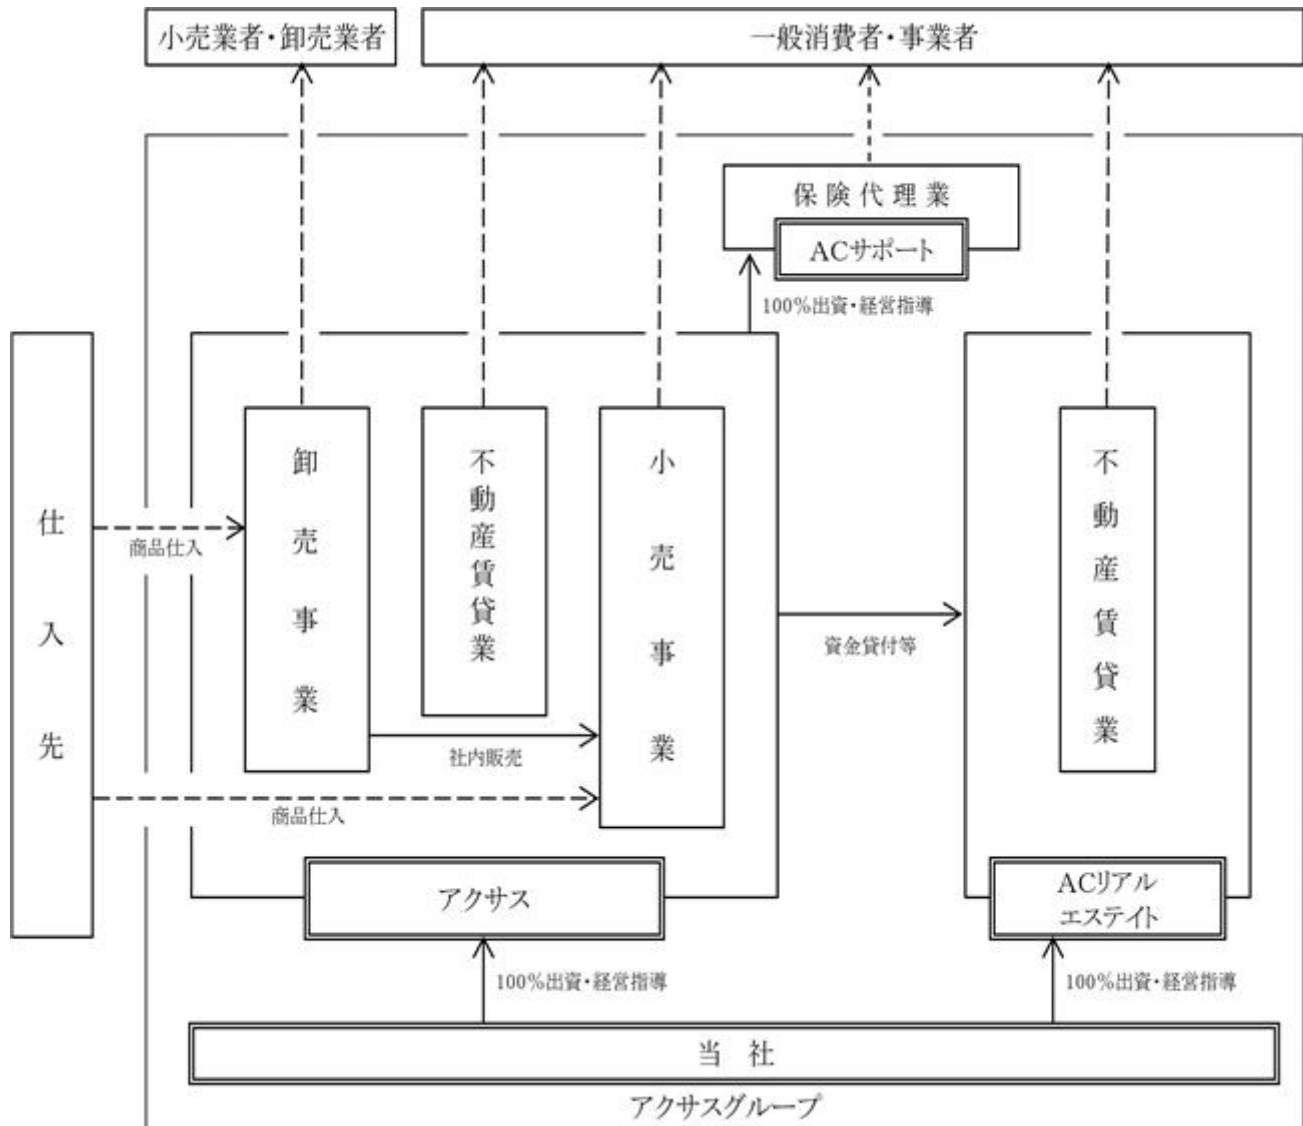 小売業者・卸売業者
一般消費者・事業者
保険代理業
ACサポート
100%出資・経営指導
仕入先
商品仕入
卸売事業
不動産賃貸業
小売事業
社内販売
商品仕入
資金貸付等
不動産賃貸業
アクサス
ACリアル
エステイト
100%出資・経営指導
100%出資・経営指導
当社
アクサスグループ